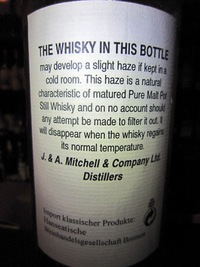 THE WHISKY IN THIS BOTTLE
may develop a slight haze if kept in a
cold room. This haze is a natural
characteristic of matured Pure Malt Pot
Still Whisky and on no account should
any attempt be made to filter it out. It
will disappear when the whisky regains
its normal temperature.
J. & A. Mitchell & Company Ltd.
Distillers
Import klassischer Produkte:
Hanseatische
Weinhandelsgesellschaft Bremen